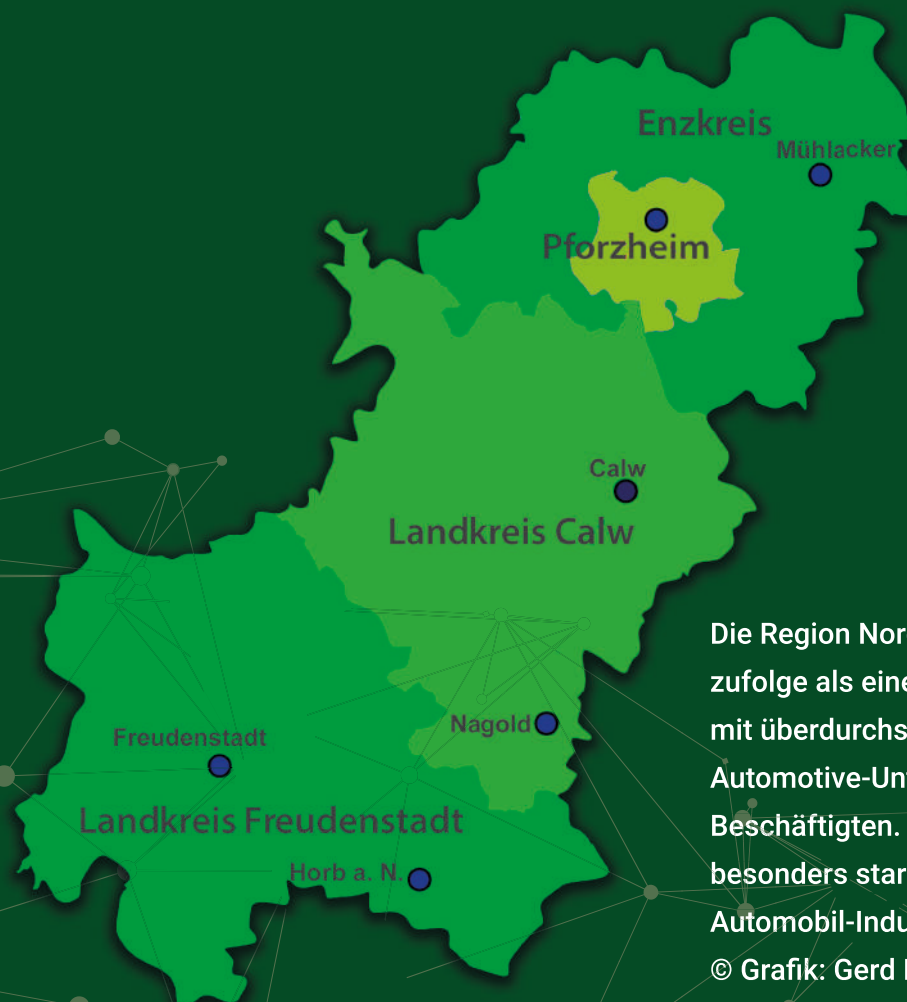 Enzkreis
Mühlacker
Pforzheim
Calw
Landkreis Calw
Nagold
Freudenstadt
Landkreis Freudenstadt
Horb a. N.
Die Region Nor
zufolge als eine
mit überdurchs
Automotive-Unt
Beschäftigten.
besonders star
Automobil-Indu
© Grafik: Gerd